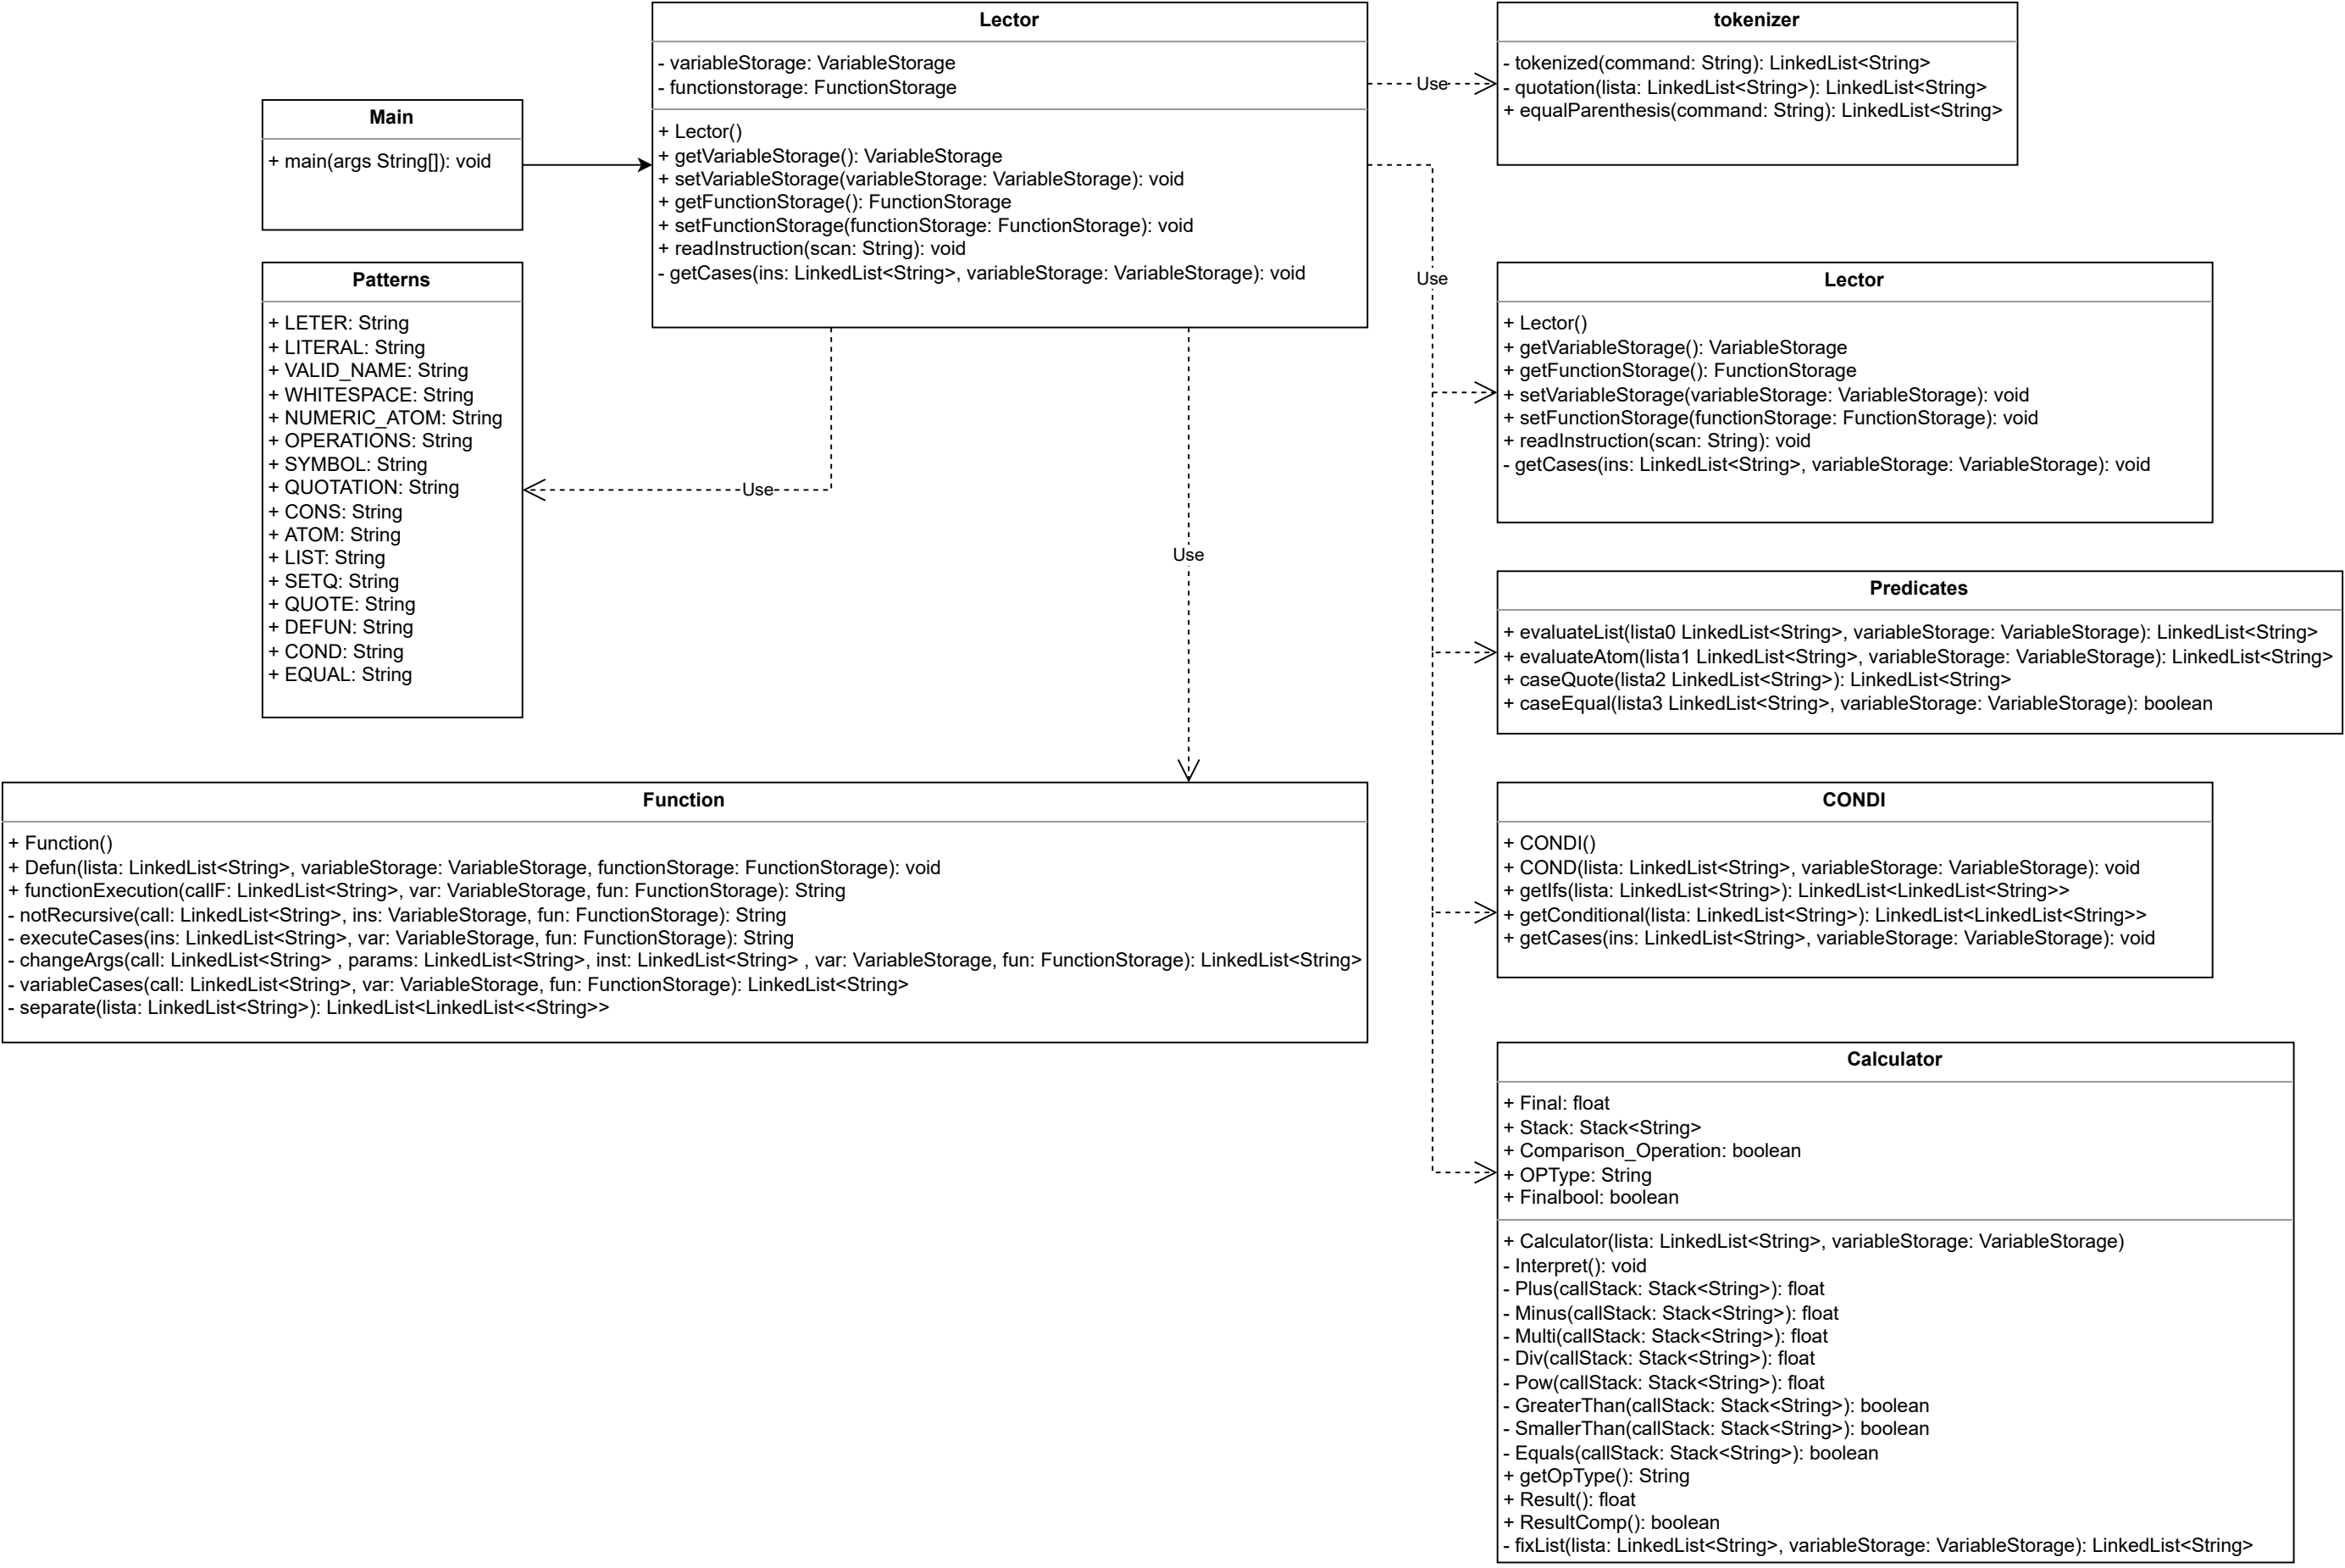 Main
+ main(args String[]): void
Lector
- variableStorage: VariableStorage
- functionstorage: FunctionStorage
+ Lector()
+ getVariableStorage(): VariableStorage
+ setVariableStorage(variableStorage: VariableStorage): void
+ getFunctionStorage(): FunctionStorage
+ setFunctionStorage(functionStorage: FunctionStorage): void
+ readInstruction(scan: String): void
- getCases(ins: LinkedList<String>, variableStorage: VariableStorage): void
Use
tokenizer
- tokenized(command: String): LinkedList<String>
- quotation(lista: LinkedList<String>): LinkedList<String>
+ equalParenthesis(command: String): LinkedList<String>
Patterns
+ LETER: String
+ LITERAL: String
+ VALID_NAME: String
+ WHITESPACE: String
+ NUMERIC_ATOM: String
+ OPERATIONS: String
+ SYMBOL: String
+ QUOTATION: String
+ CONS: String
+ ATOM: String
+ LIST: String
+ SETQ: String
+ QUOTE: String
+ DEFUN: String
+ COND: String
+ EQUAL: String
Use
Use
Use
Lector
+ Lector()
+ getVariableStorage(): VariableStorage
+ getFunctionStorage(): FunctionStorage
+ setVariableStorage(variableStorage: VariableStorage): void
+ setFunctionStorage(functionStorage: FunctionStorage): void
+ readInstruction(scan: String): void
- getCases(ins: LinkedList<String>, variableStorage: VariableStorage): void
Predicates
+ evaluateList(lista0 LinkedList<String>, variableStorage: VariableStorage): LinkedList<String>
+ evaluateAtom(lista1 LinkedList<String>, variableStorage: VariableStorage): LinkedList<String>
+ caseQuote(lista2 LinkedList<String>): LinkedList<String>
+ caseEqual(lista3 LinkedList<String>, variableStorage: VariableStorage): boolean
Function
+ Function()
+ Defun(lista: LinkedList<String>, variableStorage: VariableStorage, functionStorage: FunctionStorage): void
+ functionExecution(callF: LinkedList<String>, var: VariableStorage, fun: FunctionStorage): String
- notRecursive(call: LinkedList<String>, ins: VariableStorage, fun: FunctionStorage): String
- executeCases(ins: LinkedList<String>, var: VariableStorage, fun: FunctionStorage): String
- changeArgs(call: LinkedList<String> , params: LinkedList<String>, inst: LinkedList<String> , var: VariableStorage, fun: FunctionStorage): LinkedList<String>
- variableCases(call: LinkedList<String>, var: VariableStorage, fun: FunctionStorage): LinkedList<String>
- separate(lista: LinkedList<String>): LinkedList<LinkedList<<String>>
CONDI
+ CONDI()
+ COND(lista: LinkedList<String>, variableStorage: VariableStorage): void
+ getIfs(lista: LinkedList<String>): LinkedList<LinkedList<String>>
+ getConditional(lista: LinkedList<String>): LinkedList<LinkedList<String>>
+ getCases(ins: LinkedList<String>, variableStorage: VariableStorage): void
Calculator
+ Final: float
+ Stack: Stack<String>
+ Comparison_Operation: boolean
+ OPType: String
+ Finalbool: boolean
+ Calculator(lista: LinkedList<String>, variableStorage: VariableStorage)
- Interpret(): void
- Plus(callStack: Stack<String>): float
- Minus(callStack: Stack<String>): float
- Multi(callStack: Stack<String>): float
- Div(callStack: Stack<String>): float
- Pow(callStack: Stack<String>): float
- GreaterThan(callStack: Stack<String>): boolean
- SmallerThan(callStack: Stack<String>): boolean
- Equals(callStack: Stack<String>): boolean
+ getOpType(): String
+ Result(): float
+ ResultComp(): boolean
- fixList(lista: LinkedList<String>, variableStorage: VariableStorage): LinkedList<String>